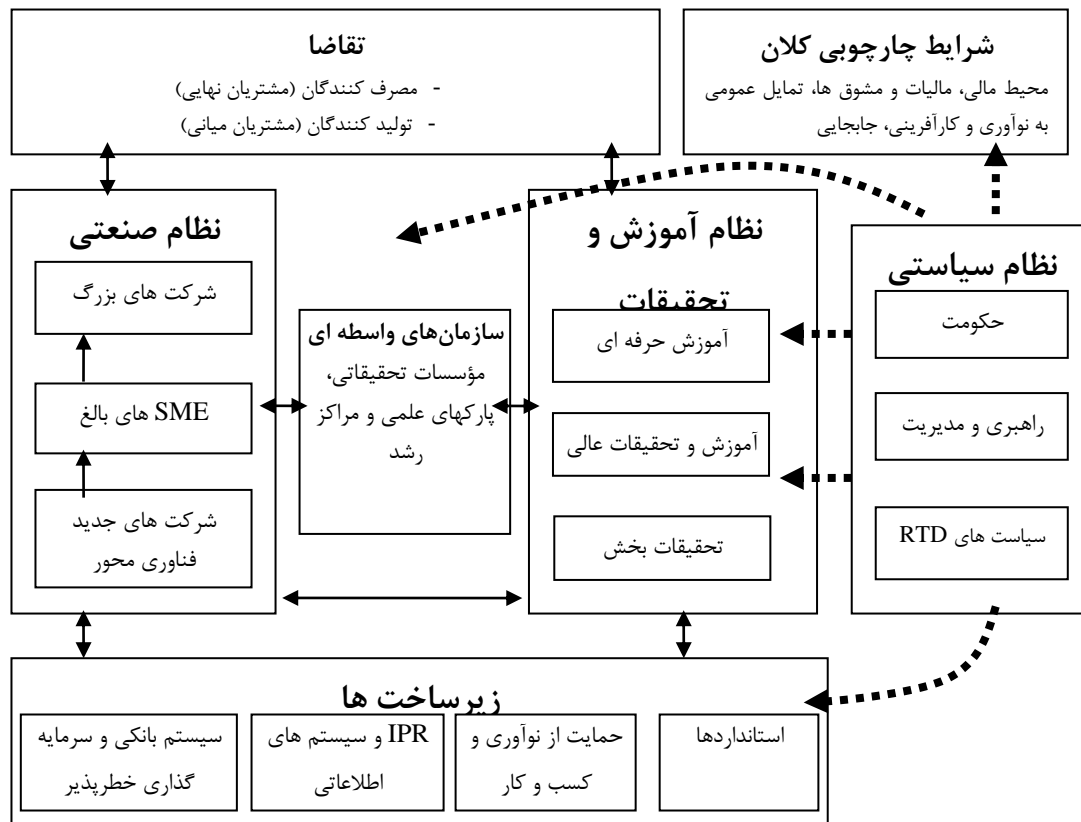 شرایط چارچوبی کلان
محیط مالی، مالیات و مشوق ها، تمایل عمومی
به نوآوری و کارآفرینی، جابجایی
تقاضا
- مصرف کنندگان (مشتریان نهایی)
- تولید کنندگان (مشتریان میانی)
نظام سیاستی
حکومت
راهبری و مدیریت
سیاست های RTD
نظام آموزش و
تحقیقات
آموزش حرفه ای
آموزش و تحقیقات عالی
تحقیقات بخش
سازمان‌های واسطه ای
مؤسسات تحقیقاتی،
پارکهای علمی و مراکز
رشد
نظام صنعتی
شرکت های بزرگ
SME های بالغ
شرکت های جدید
فناوری محور
زیرساخت ها
استانداردها
حمایت از نوآوری و
کسب و کار
IPR و سیستم های
اطلاعاتی
سیستم بانکی و سرمایه
گذاری خطرپذیر